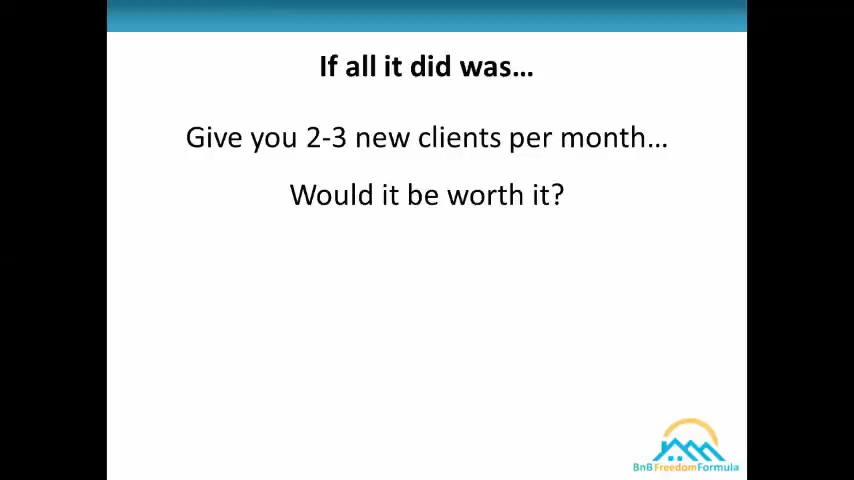 If all it did was...
Give you 2-3 new clients per month...
Would it be worth it?
BnBFreedomFormula